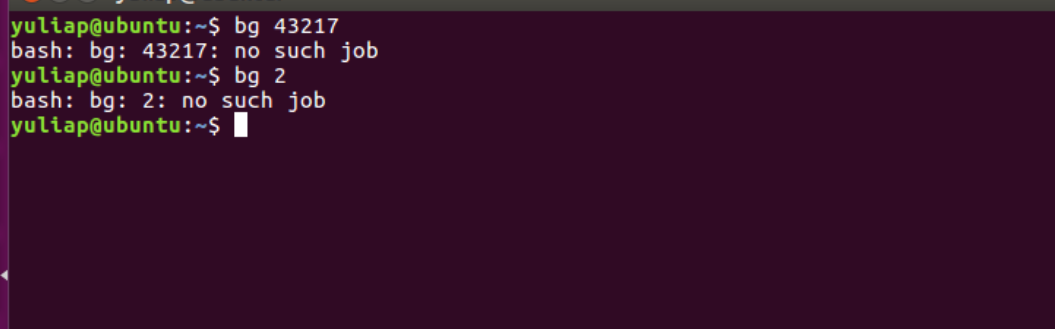 yuliap@ubuntu:~$ bg 43217
bash: bg: 43217: no such job
yuliap@ubuntu:~$ bg 2
bash: bg: 2: no such job
yuliap@ubuntu:~$